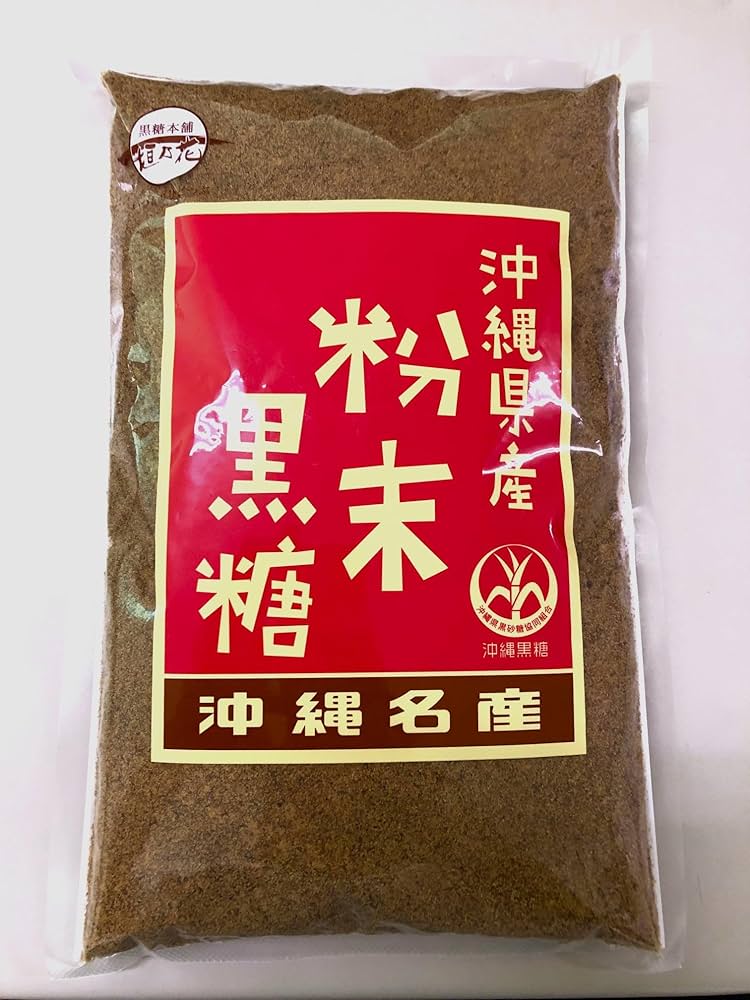 黒糖本舗
垣乃花
沖縄県産
粉末
黒糖
沖縄県黒砂糖協同組合
沖縄黒糖
沖縄名産